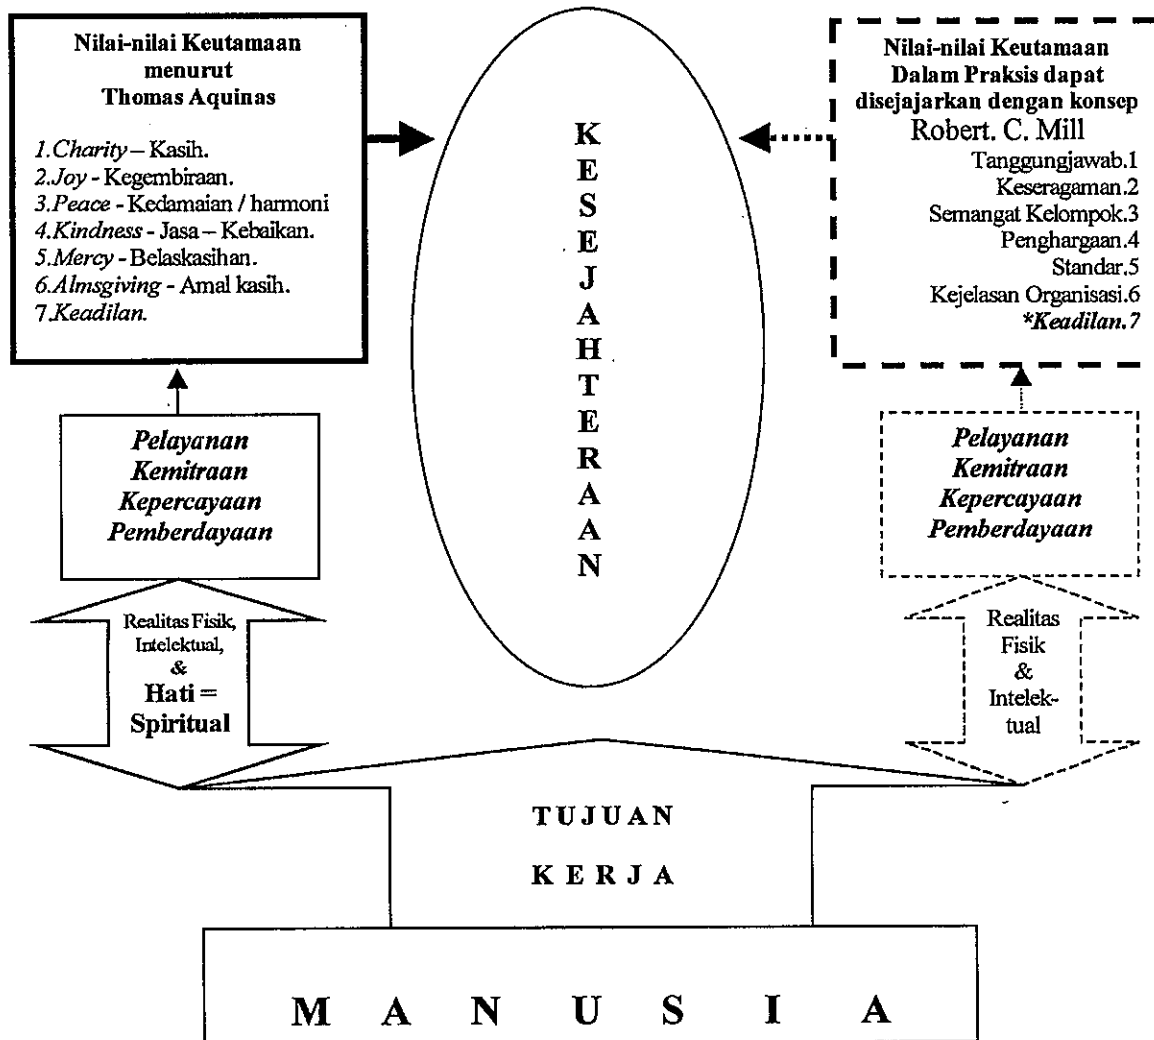 Nilai-nilai Keutamaan
menurut
Thomas Aquinas
1.Charity – Kasih.
2.Joy - Kegembiraan.
3.Peace - Kedamaian / harmoni
4.Kindness - Jasa – Kebaikan.
5.Mercy - Belaskasihan.
6.Almsgiving - Amal kasih.
7.Keadilan.
Pelayanan
Kemitraan
Kepercayaan
Pemberdayaan
Realitas Fisik,
Intelektual,
&
Hati =
Spiritual
K
E
S
E
J
A
H
T
E
R
A
A
N
Nilai-nilai Keutamaan
Dalam Praksis dapat
disejajarkan dengan konsep
Robert. C. Mill
Tanggungjawab.1
Keseragaman.2
Semangat Kelompok.3
Penghargaan.4
Standar.5
Kejelasan Organisasi.6
*Keadilan.7
Pelayanan
Kemitraan
Kepercayaan
Pemberdayaan
Realitas
Fisik
&
Intelek-
tual
TUJUAN
KERJA
MANUSIA